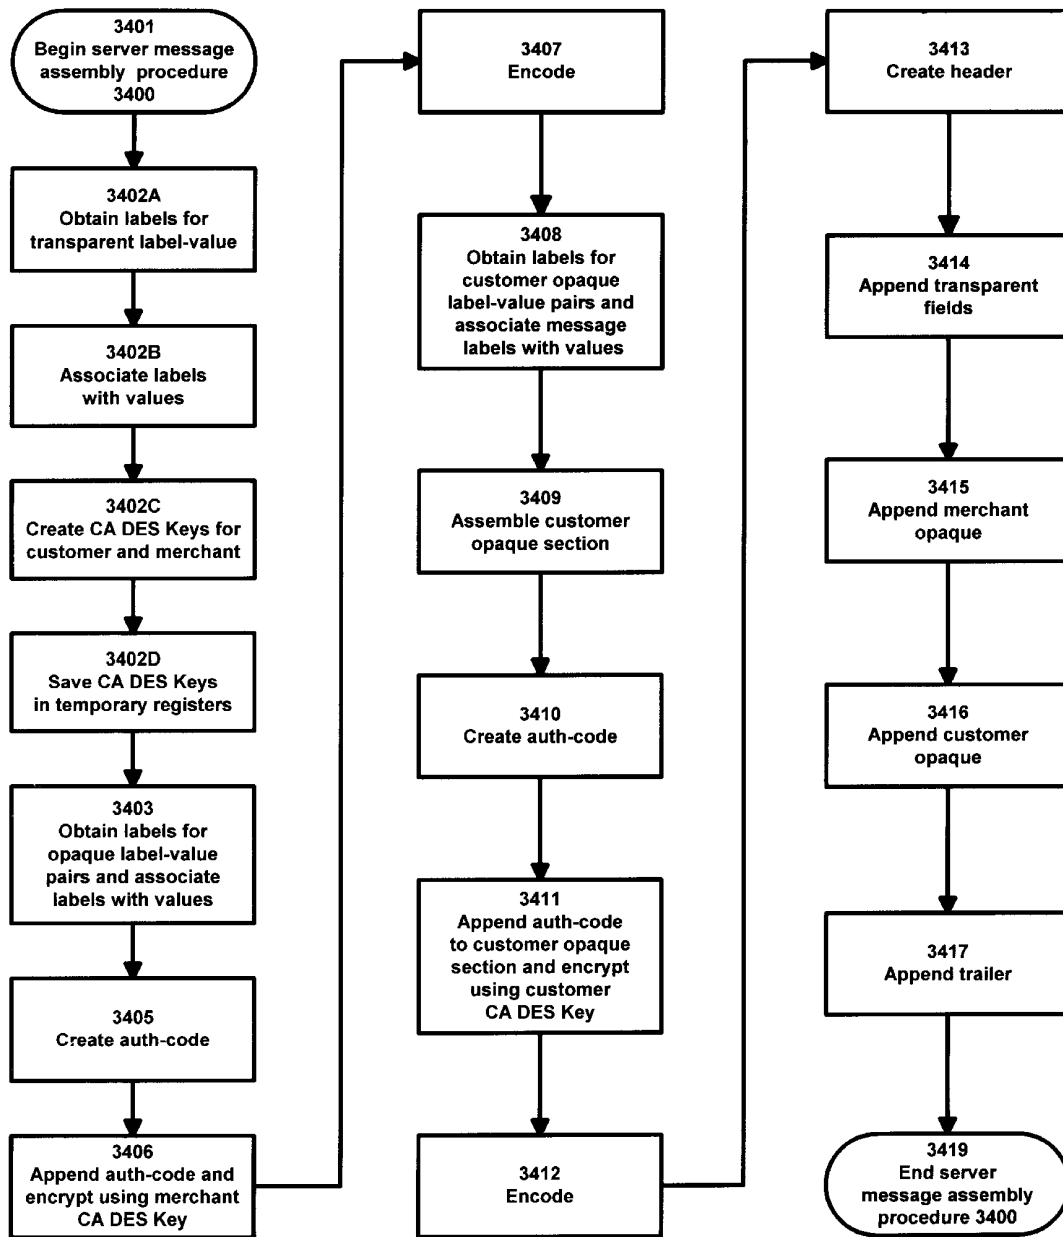 3401
Begin server message
assembly procedure
3400
3402A
Obtain labels for
transparent label-value
3402B
Associate labels
with values
3402C
Create CA DES Keys for
customer and merchant
3402D
Save CA DES Keys
in temporary registers
3403
Obtain labels for
opaque label-value
pairs and associate
labels with values
3405
Create auth-code
3406
Append auth-code and
encrypt using merchant
CA DES Key
3407
Encode
3408
Obtain labels for
customer opaque
label-value pairs and
associate message
labels with values
3409
Assemble customer
opaque section
3410
Create auth-code
3411
Append auth-code
to customer opaque
section and encrypt
using customer
CA DES Key
3412
Encode
3413
Create header
3414
Append transparent
fields
3415
Append merchant
opaque
3416
Append customer
opaque
3417
Append trailer
3419
End server
message assembly
procedure 3400